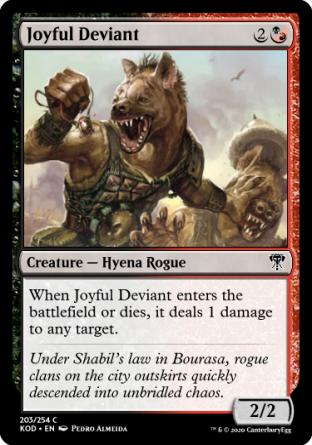 Joyful Deviant 2
Creature — Hyena Rogue
When Joyful Deviant enters the
battlefield or dies, it deals 1 damage
to any target.
Under Shabil's law in Bourasa, rogue
clans on the city outskirts quickly
descended into unbridled chaos.
2/2
203/254 C
KOD • EN Pedro Almeida ™ & © 2020 CanterburyEgg